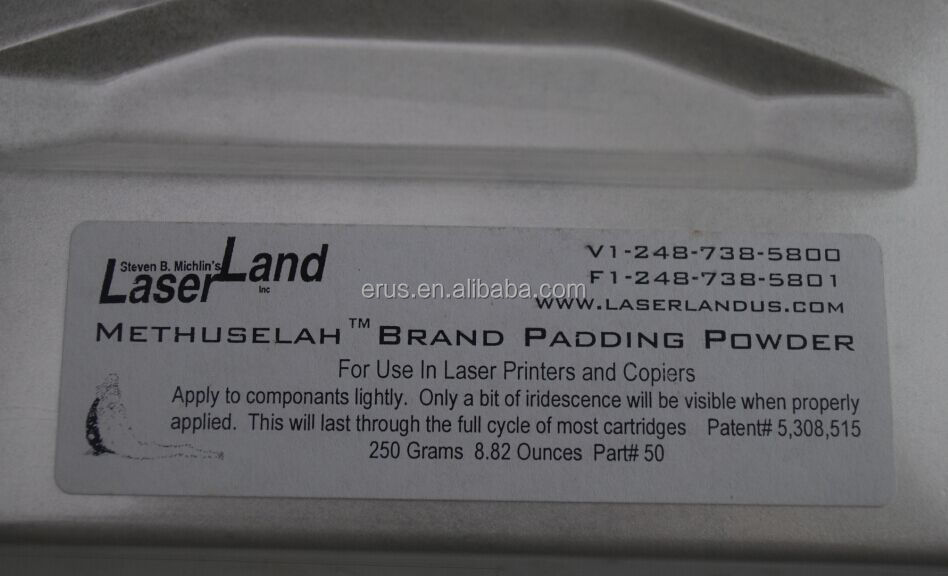 Steven B. Michlin's
LaserLand
Inc
V1-248-738-5800
F1-248-738-5801
WWW.LASERLANDUS.COM
erus.en.alibaba.com
METHUSELAH™ BRAND PADDING POWDER
For Use In Laser Printers and Copiers
Apply to componants lightly. Only a bit of iridescence will be visible when properly
applied. This will last through the full cycle of most cartridges Patent# 5,308,515
250 Grams 8.82 Ounces Part# 50